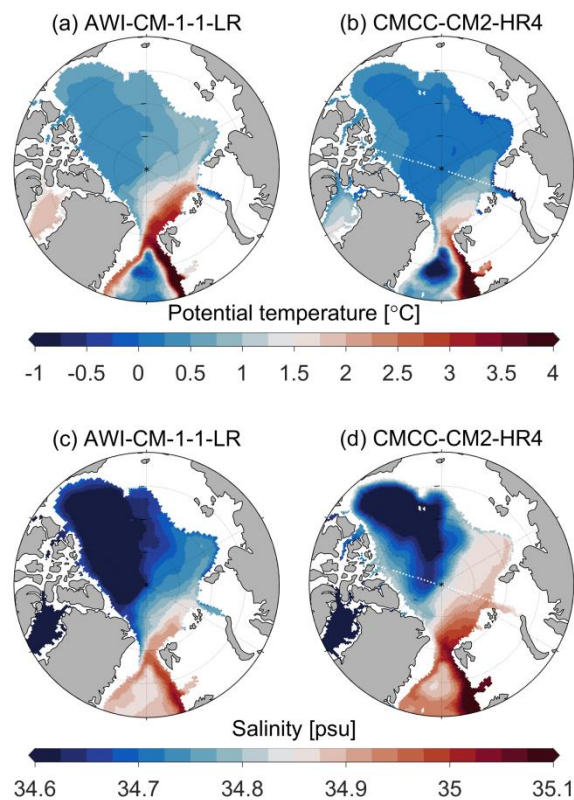 (a) AWI-CM-1-1-LR (b) CMCC-CM2-HR4
Potential temperature [°C]
-1 -0.5 0 0.5 1 1.5 2 2.5 3 3.5 4
(c) AWI-CM-1-1-LR (d) CMCC-CM2-HR4
Salinity [psu]
34.6 34.7 34.8 34.9 35 35.1